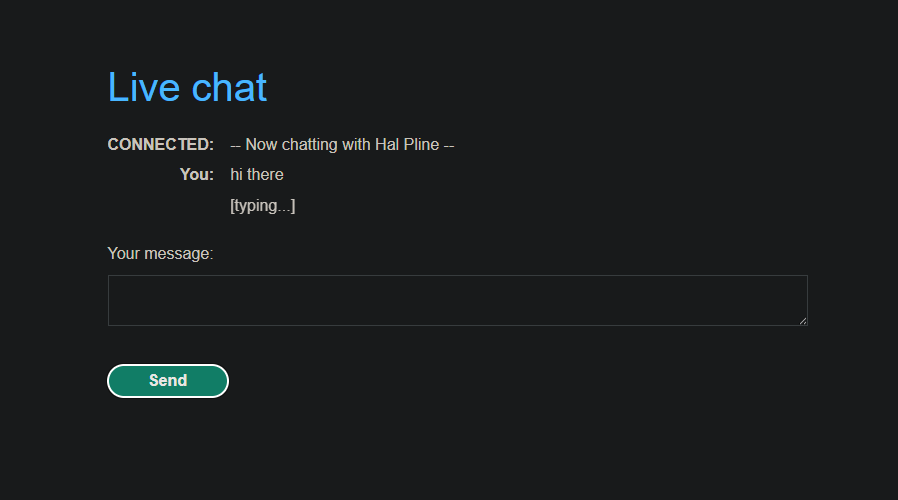 Live chat
CONNECTED: -- Now chatting with Hal Pline --
You: hi there
[typing...]
Your message:
Send